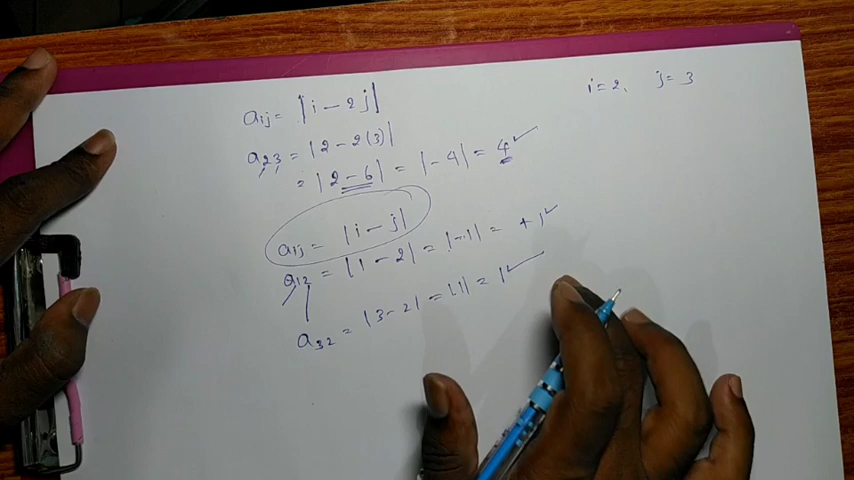 aij = |i - 2j|
i=2, j=3
a23 = |2 - 2(3)|
= |2 - 6| = |-4| = 4 ✓
aij = |i - j|
a12 = |1 - 2| = |-1| = +1 ✓
a32 = |3-2| = |1| = 1 ✓